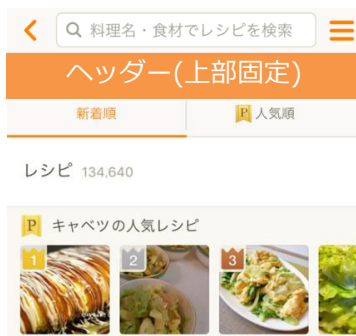 料理名・食材でレシピを検索
ヘッダー(上部固定)
新着順
P 人気順
レシピ 134,640
P キャベツの人気レシピ
1 2 3